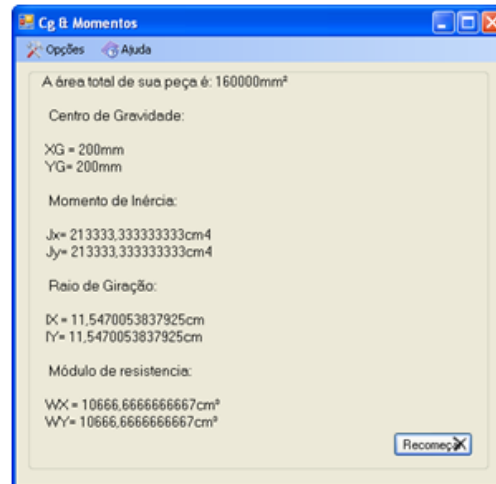 Cg & Momentos
Opções Ajuda
A área total de sua peça é: 160000mm²
Centro de Gravidade:
XG = 200mm
YG= 200mm
Momento de Inércia:
Jx= 213333,333333333cm4
Jy= 213333,333333333cm4
Raio de Giração:
IX = 11,5470053837925cm
IY= 11,5470053837925cm
Módulo de resistencia:
WX = 10666,6666666667cm³
WY= 10666,6666666667cm³
Recomeça